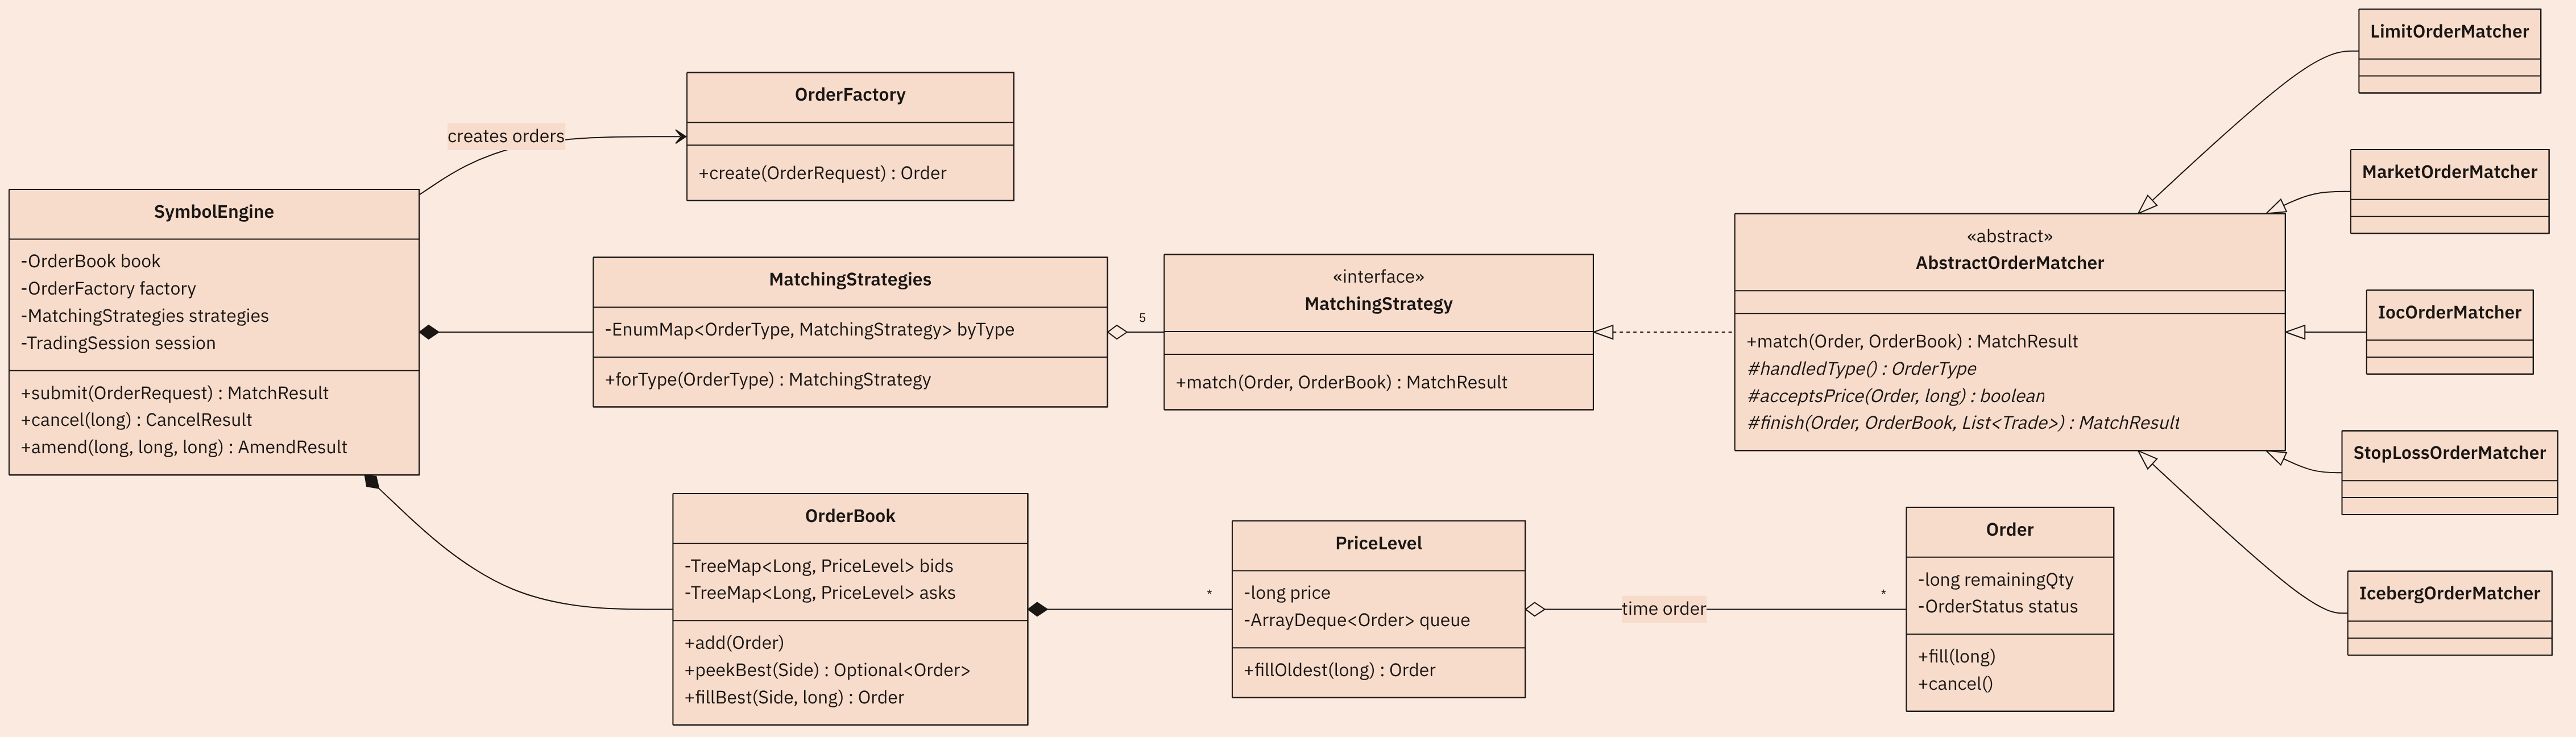 creates orders
OrderFactory
+create(OrderRequest) : Order
SymbolEngine
-OrderBook book
-OrderFactory factory
-MatchingStrategies strategies
-TradingSession session
+submit(OrderRequest) : MatchResult
+cancel(long) : CancelResult
+amend(long, long, long) : AmendResult
MatchingStrategies
-EnumMap<OrderType, MatchingStrategy> byType
+forType(OrderType) : MatchingStrategy
5
«interface»
MatchingStrategy
+match(Order, OrderBook) : MatchResult
«abstract»
AbstractOrderMatcher
+match(Order, OrderBook) : MatchResult
#handledType() : OrderType
#acceptsPrice(Order, long) : boolean
#finish(Order, OrderBook, List<Trade>) : MatchResult
LimitOrderMatcher
MarketOrderMatcher
IocOrderMatcher
StopLossOrderMatcher
IcebergOrderMatcher
OrderBook
-TreeMap<Long, PriceLevel> bids
-TreeMap<Long, PriceLevel> asks
+add(Order)
+peekBest(Side) : Optional<Order>
+fillBest(Side, long) : Order
*
PriceLevel
-long price
-ArrayDeque<Order> queue
+fillOldest(long) : Order
time order
*
Order
-long remainingQty
-OrderStatus status
+fill(long)
+cancel()